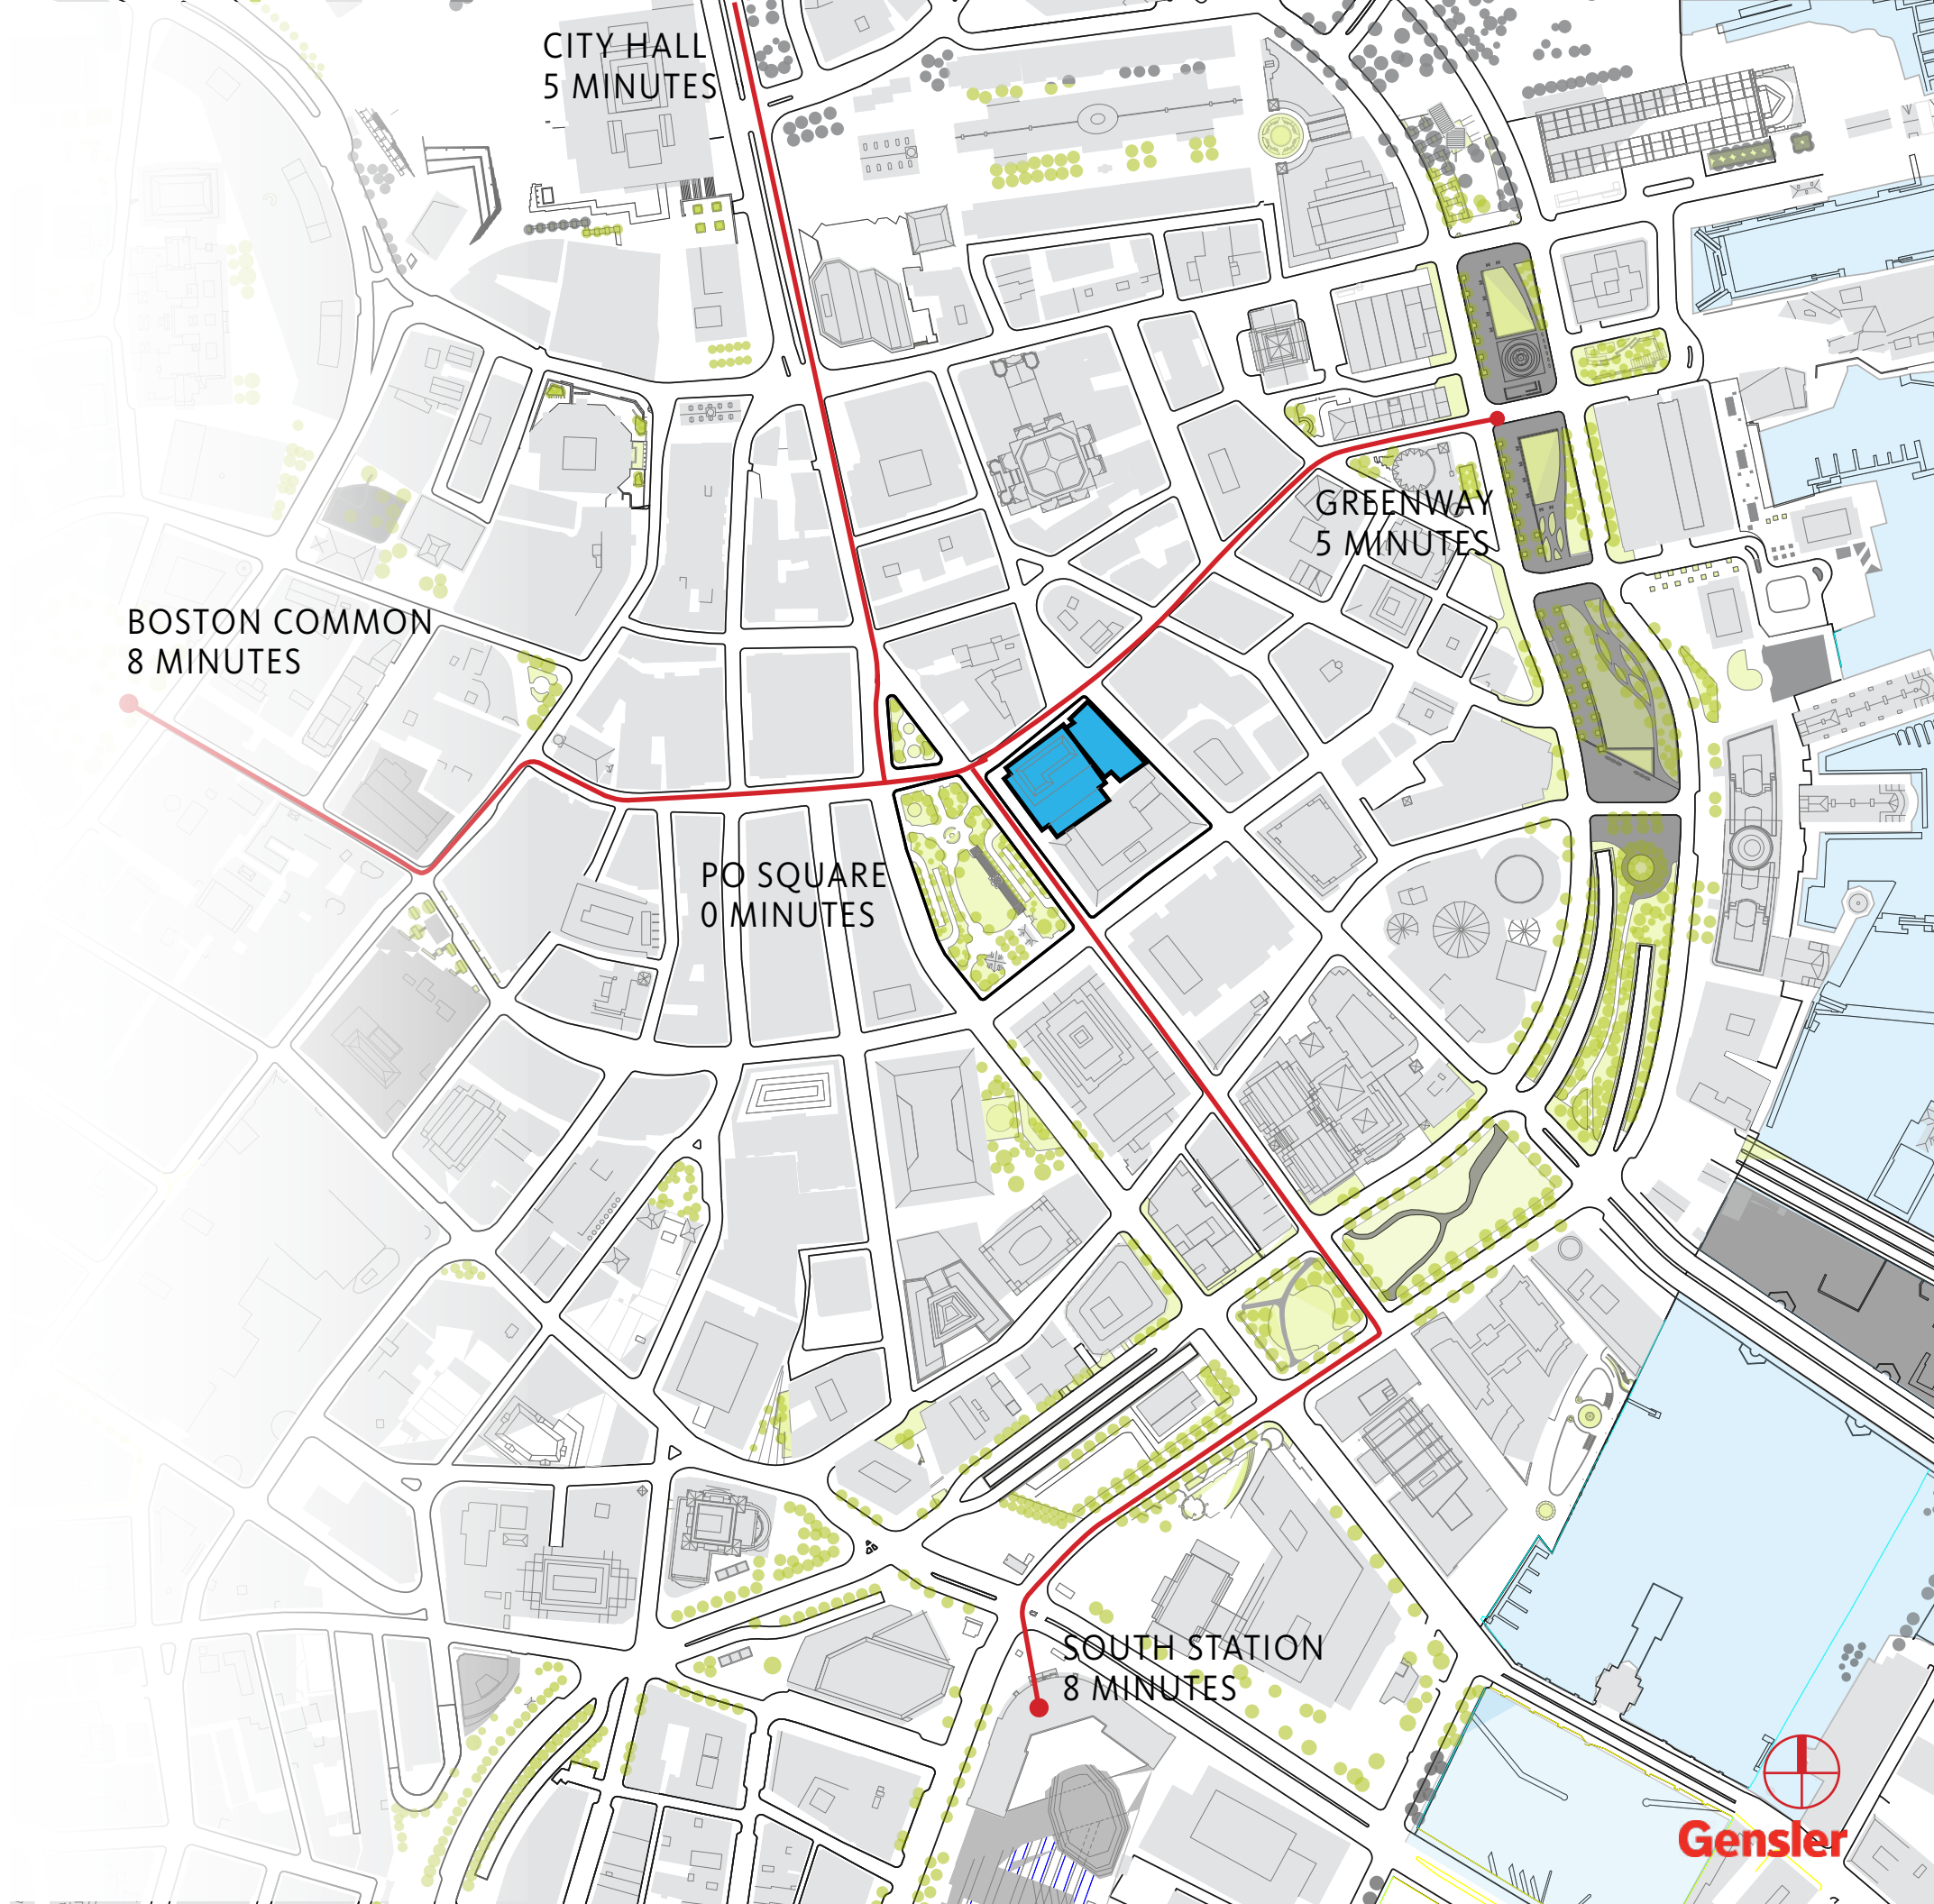 CITY HALL
5 MINUTES
GREENWAY
5 MINUTES
BOSTON COMMON
8 MINUTES
PO SQUARE
0 MINUTES
SOUTH STATION
8 MINUTES
Gensler